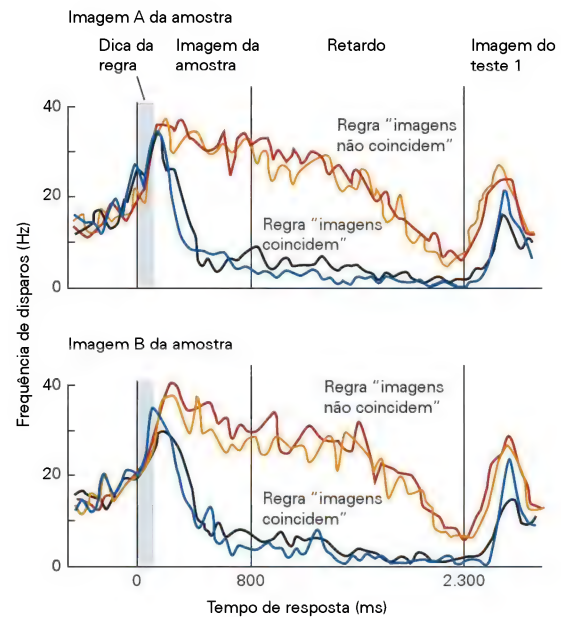 Imagem A da amostra
Dica da
regra
Imagem da
amostra
Retardo
Imagem do
teste 1
40
20
0
Regra "imagens
não coincidem"
Regra "imagens
coincidem"
Frequência de disparos (Hz)
Imagem B da amostra
40
20
0
Regra "imagens
não coincidem"
Regra "imagens
coincidem"
0
800
2.300
Tempo de resposta (ms)